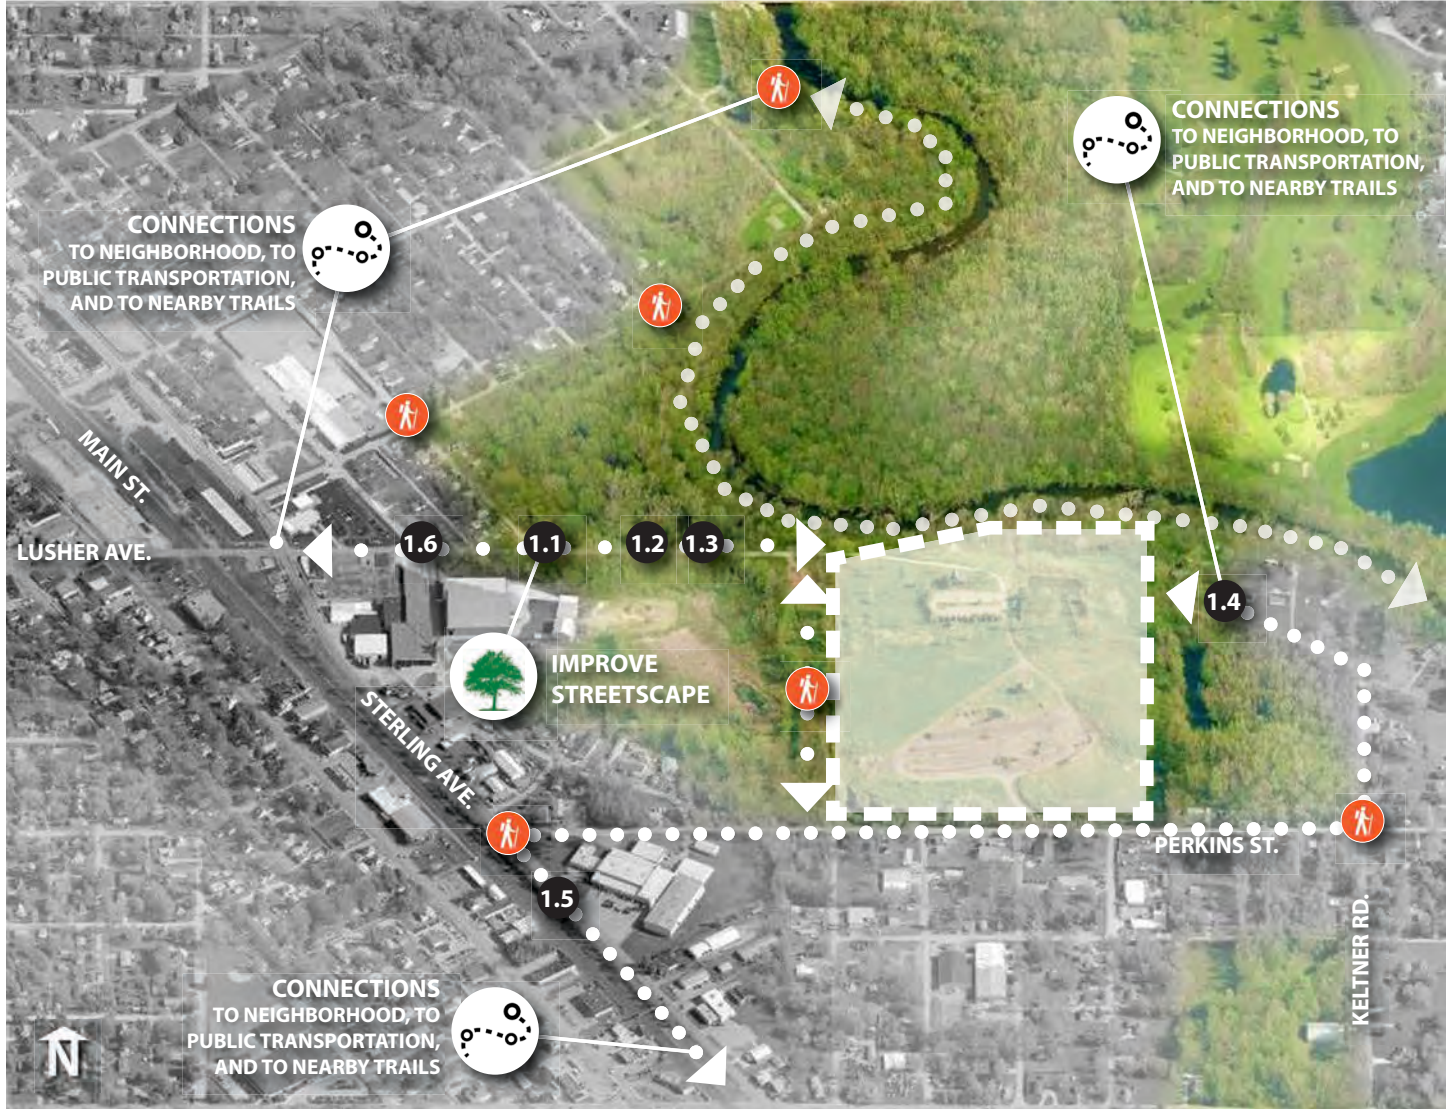 CONNECTIONS
TO NEIGHBORHOOD, TO
PUBLIC TRANSPORTATION,
AND TO NEARBY TRAILS
CONNECTIONS
TO NEIGHBORHOOD, TO
PUBLIC TRANSPORTATION,
AND TO NEARBY TRAILS
MAIN ST.
LUSHER AVE.
1.6
1.1
1.2
1.3
1.4
IMPROVE
STREETSCAPE
STERLING AVE.
PERKINS ST.
1.5
KELTNER RD.
CONNECTIONS
TO NEIGHBORHOOD, TO
PUBLIC TRANSPORTATION,
AND TO NEARBY TRAILS
N